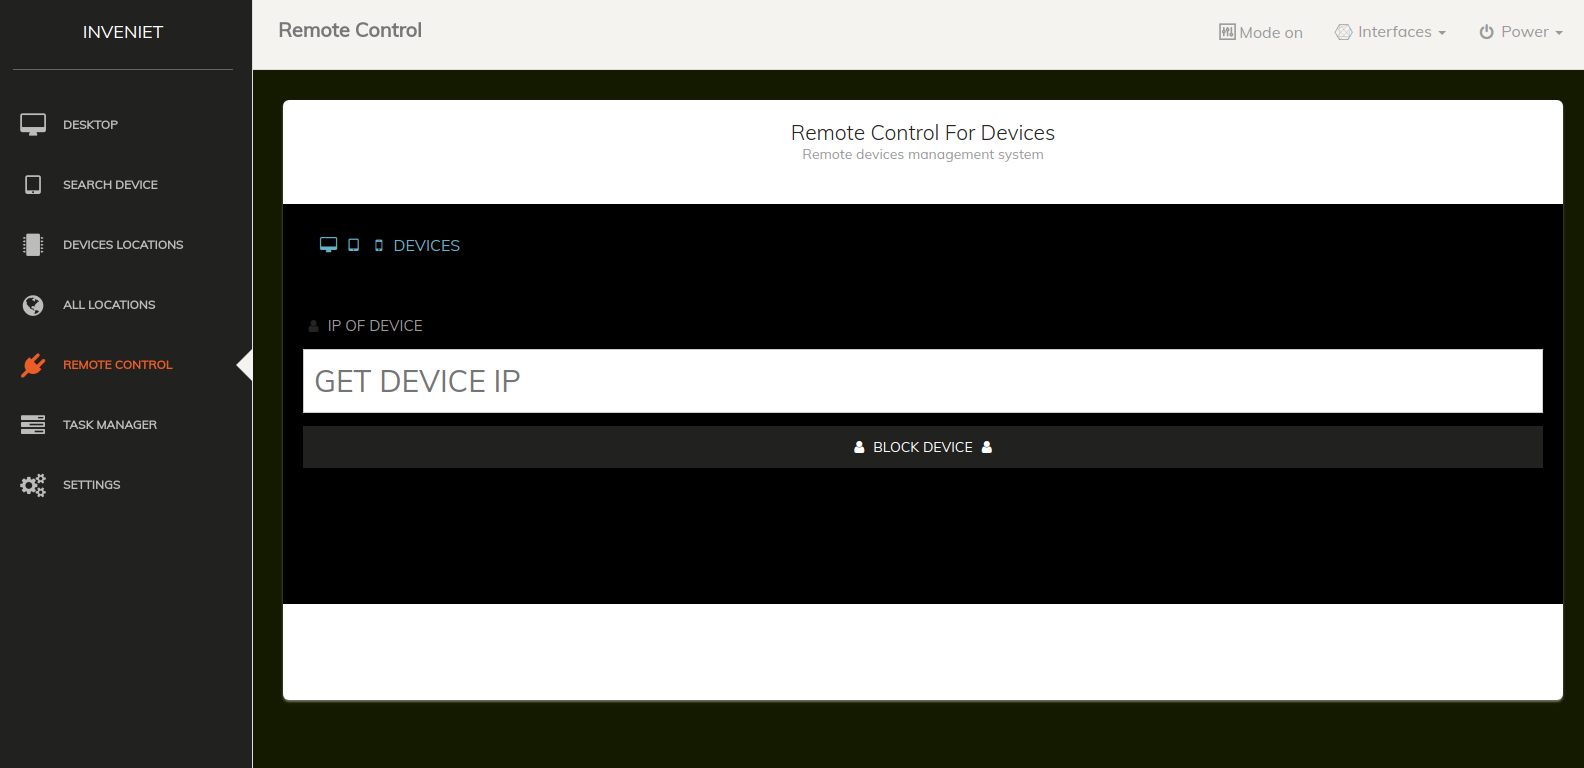 INVENIET
DESKTOP
SEARCH DEVICE
DEVICES LOCATIONS
ALL LOCATIONS
REMOTE CONTROL
TASK MANAGER
SETTINGS
Remote Control
Mode on
Interfaces
Power
Remote Control For Devices
Remote devices management system
DEVICES
IP OF DEVICE
GET DEVICE IP
BLOCK DEVICE